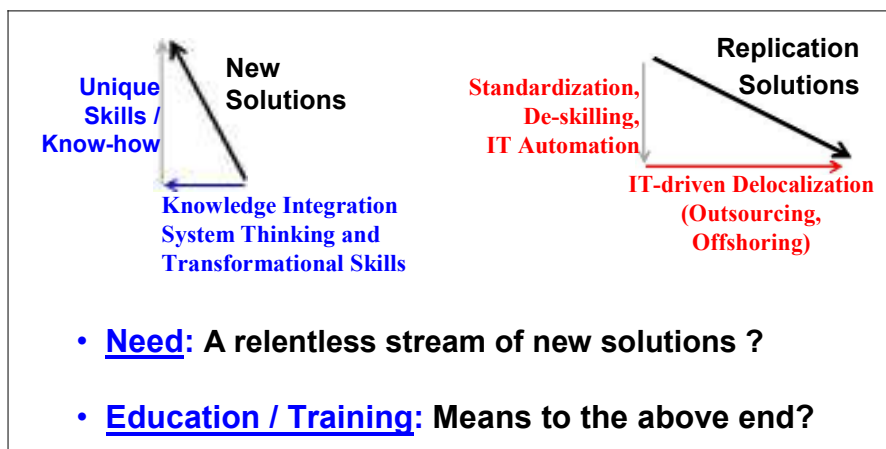 Unique
Skills /
Know-how
New
Solutions
Knowledge Integration
System Thinking and
Transformational Skills
Replication
Solutions
Standardization,
De-skilling,
IT Automation
IT-driven Delocalization
(Outsourcing,
Offshoring)
• Need: A relentless stream of new solutions ?
• Education / Training: Means to the above end?